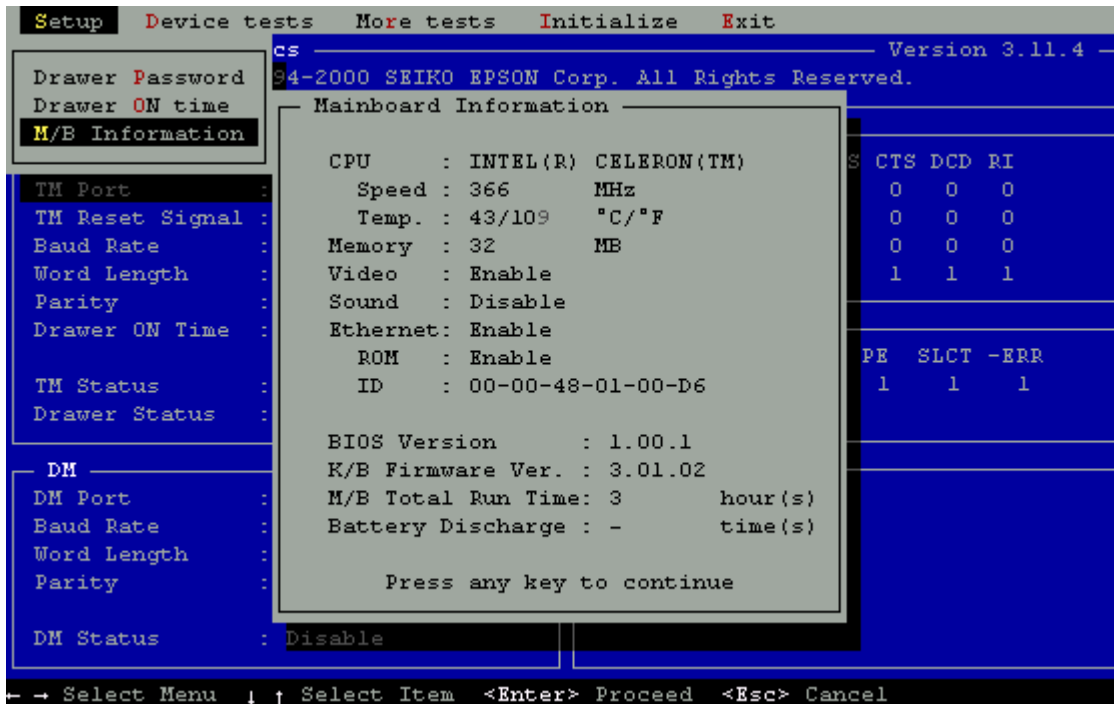 Setup Device tests More tests Initialize Exit
cs Version 3.11.4
Drawer Password
94-2000 SEIKO EPSON Corp. All Rights Reserved.
Drawer ON time
M/B Information
Mainboard Information
CPU : INTEL(R) CELERON(TM)
Speed : 366 MHz
Temp. : 43/109 °C/°F
Memory : 32 MB
Video : Enable
Sound : Disable
Ethernet: Enable
ROM : Enable
ID : 00-00-48-01-00-D6
BIOS Version : 1.00.1
K/B Firmware Ver. : 3.01.02
M/B Total Run Time: 3 hour(s)
Battery Discharge : - time(s)
Press any key to continue
S CTS DCD RI
0 0 0
0 0 0
0 0 0
1 1 1
PE SLCT -ERR
1 1 1
TM Port :
TM Reset Signal :
Baud Rate :
Word Length :
Parity :
Drawer ON Time :
TM Status :
Drawer Status :
DM
DM Port :
Baud Rate :
Word Length :
Parity :
DM Status : Disable
← → Select Menu ↓ ↑ Select Item <Enter> Proceed <Esc> Cancel